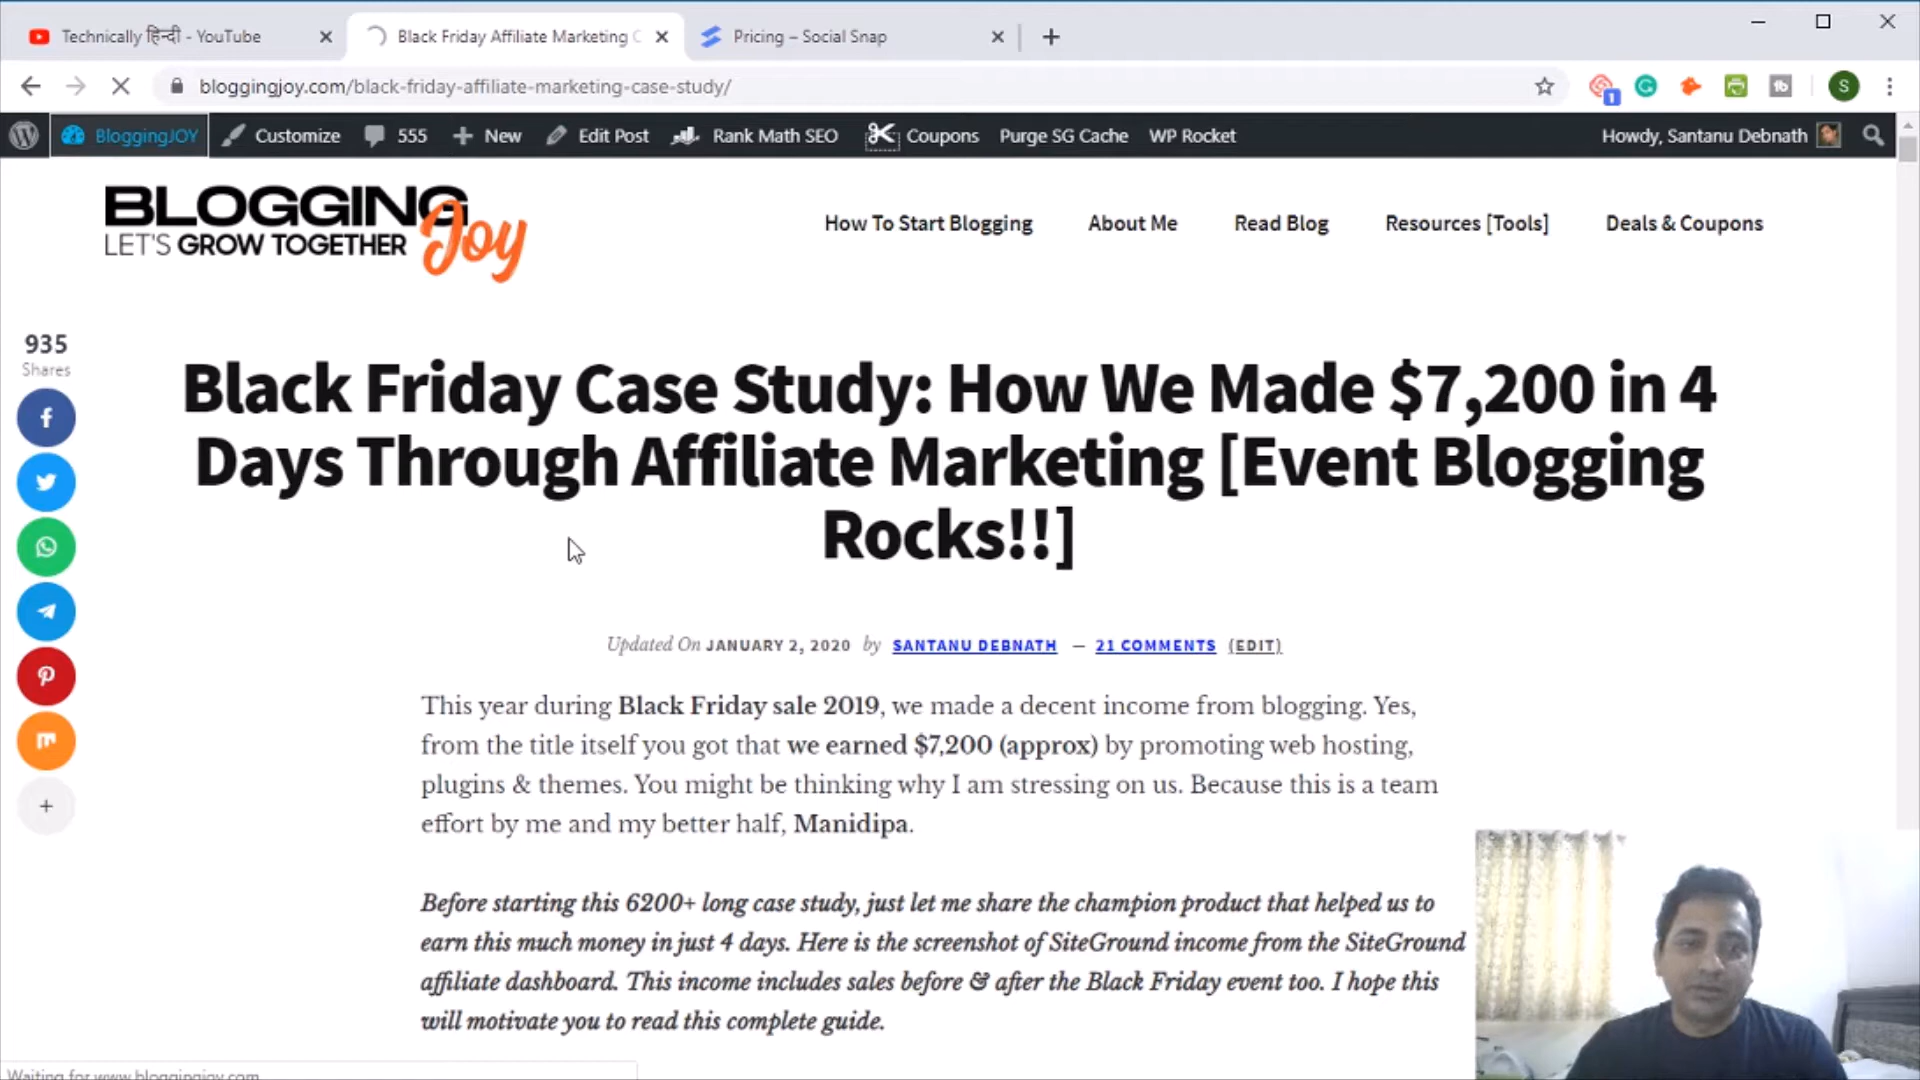 Technically हिन्दी - YouTube
Black Friday Affiliate Marketing C
Pricing – Social Snap
bloggingjoy.com/black-friday-affiliate-marketing-case-study/
S
BloggingJOY Customize 555 New Edit Post Rank Math SEO Coupons Purge SG Cache WP Rocket Howdy, Santanu Debnath
BLOGGING
LET'S GROW TOGETHER Joy
How To Start Blogging About Me Read Blog Resources [Tools] Deals & Coupons
935
Shares
Black Friday Case Study: How We Made $7,200 in 4
Days Through Affiliate Marketing [Event Blogging
Rocks!!]
Updated On JANUARY 2, 2020 by SANTANU DEBNATH — 21 COMMENTS (EDIT)
This year during Black Friday sale 2019, we made a decent income from blogging. Yes,
from the title itself you got that we earned $7,200 (approx) by promoting web hosting,
plugins & themes. You might be thinking why I am stressing on us. Because this is a team
effort by me and my better half, Manidipa.
Before starting this 6200+ long case study, just let me share the champion product that helped us to
earn this much money in just 4 days. Here is the screenshot of SiteGround income from the SiteGround
affiliate dashboard. This income includes sales before & after the Black Friday event too. I hope this
will motivate you to read this complete guide.
Waiting for www.bloggingjoy.com